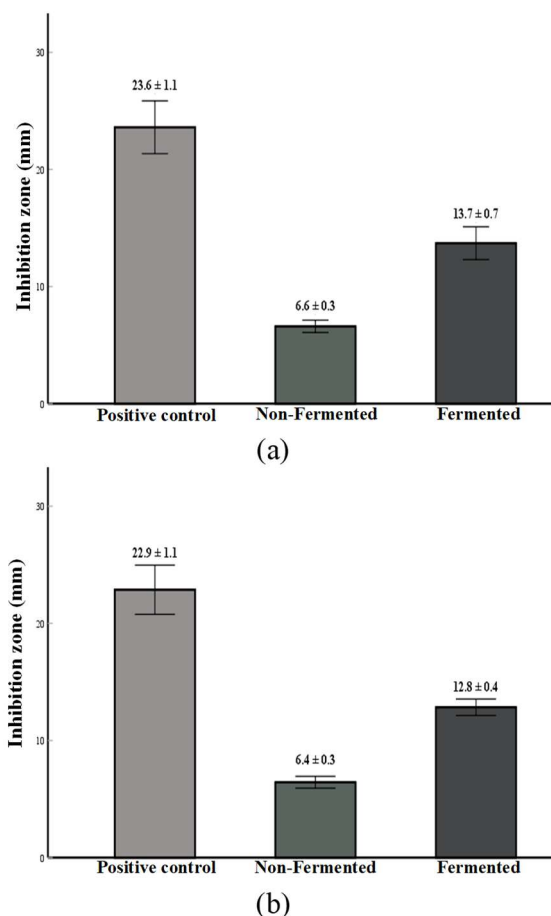 30
23.6 ± 1.1
20
13.7 ± 0.7
Inhibition zone (mm)
10
6.6 ± 0.3
0
Positive control Non-Fermented Fermented
(a)
30
22.9 ± 1.1
20
12.8 ± 0.4
Inhibition zone (mm)
10
6.4 ± 0.3
0
Positive control Non-Fermented Fermented
(b)